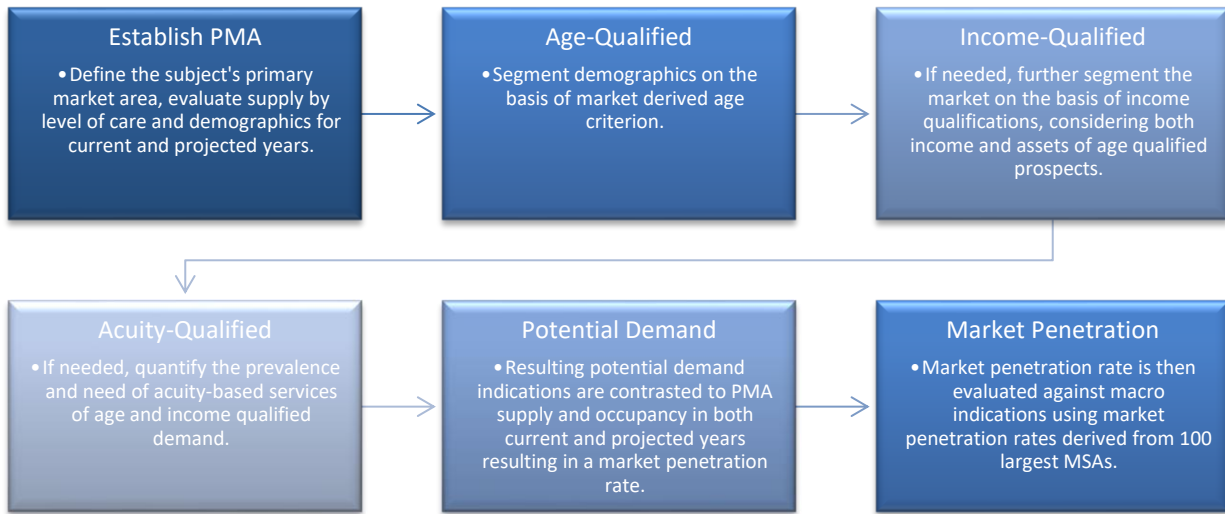 Establish PMA
•Define the subject's primary
market area, evaluate supply by
level of care and demographics for
current and projected years.
Age-Qualified
•Segment demographics on the
basis of market derived age
criterion.
Income-Qualified
•If needed, further segment the
market on the basis of income
qualifications, considering both
income and assets of age qualified
prospects.
Acuity-Qualified
•If needed, quantify the prevalence
and need of acuity-based services
of age and income qualified
demand.
Potential Demand
•Resulting potential demand
indications are contrasted to PMA
supply and occupancy in both
current and projected years
resulting in a market penetration
rate.
Market Penetration
•Market penetration rate is then
evaluated against macro
indications using market
penetration rates derived from 100
largest MSAs.